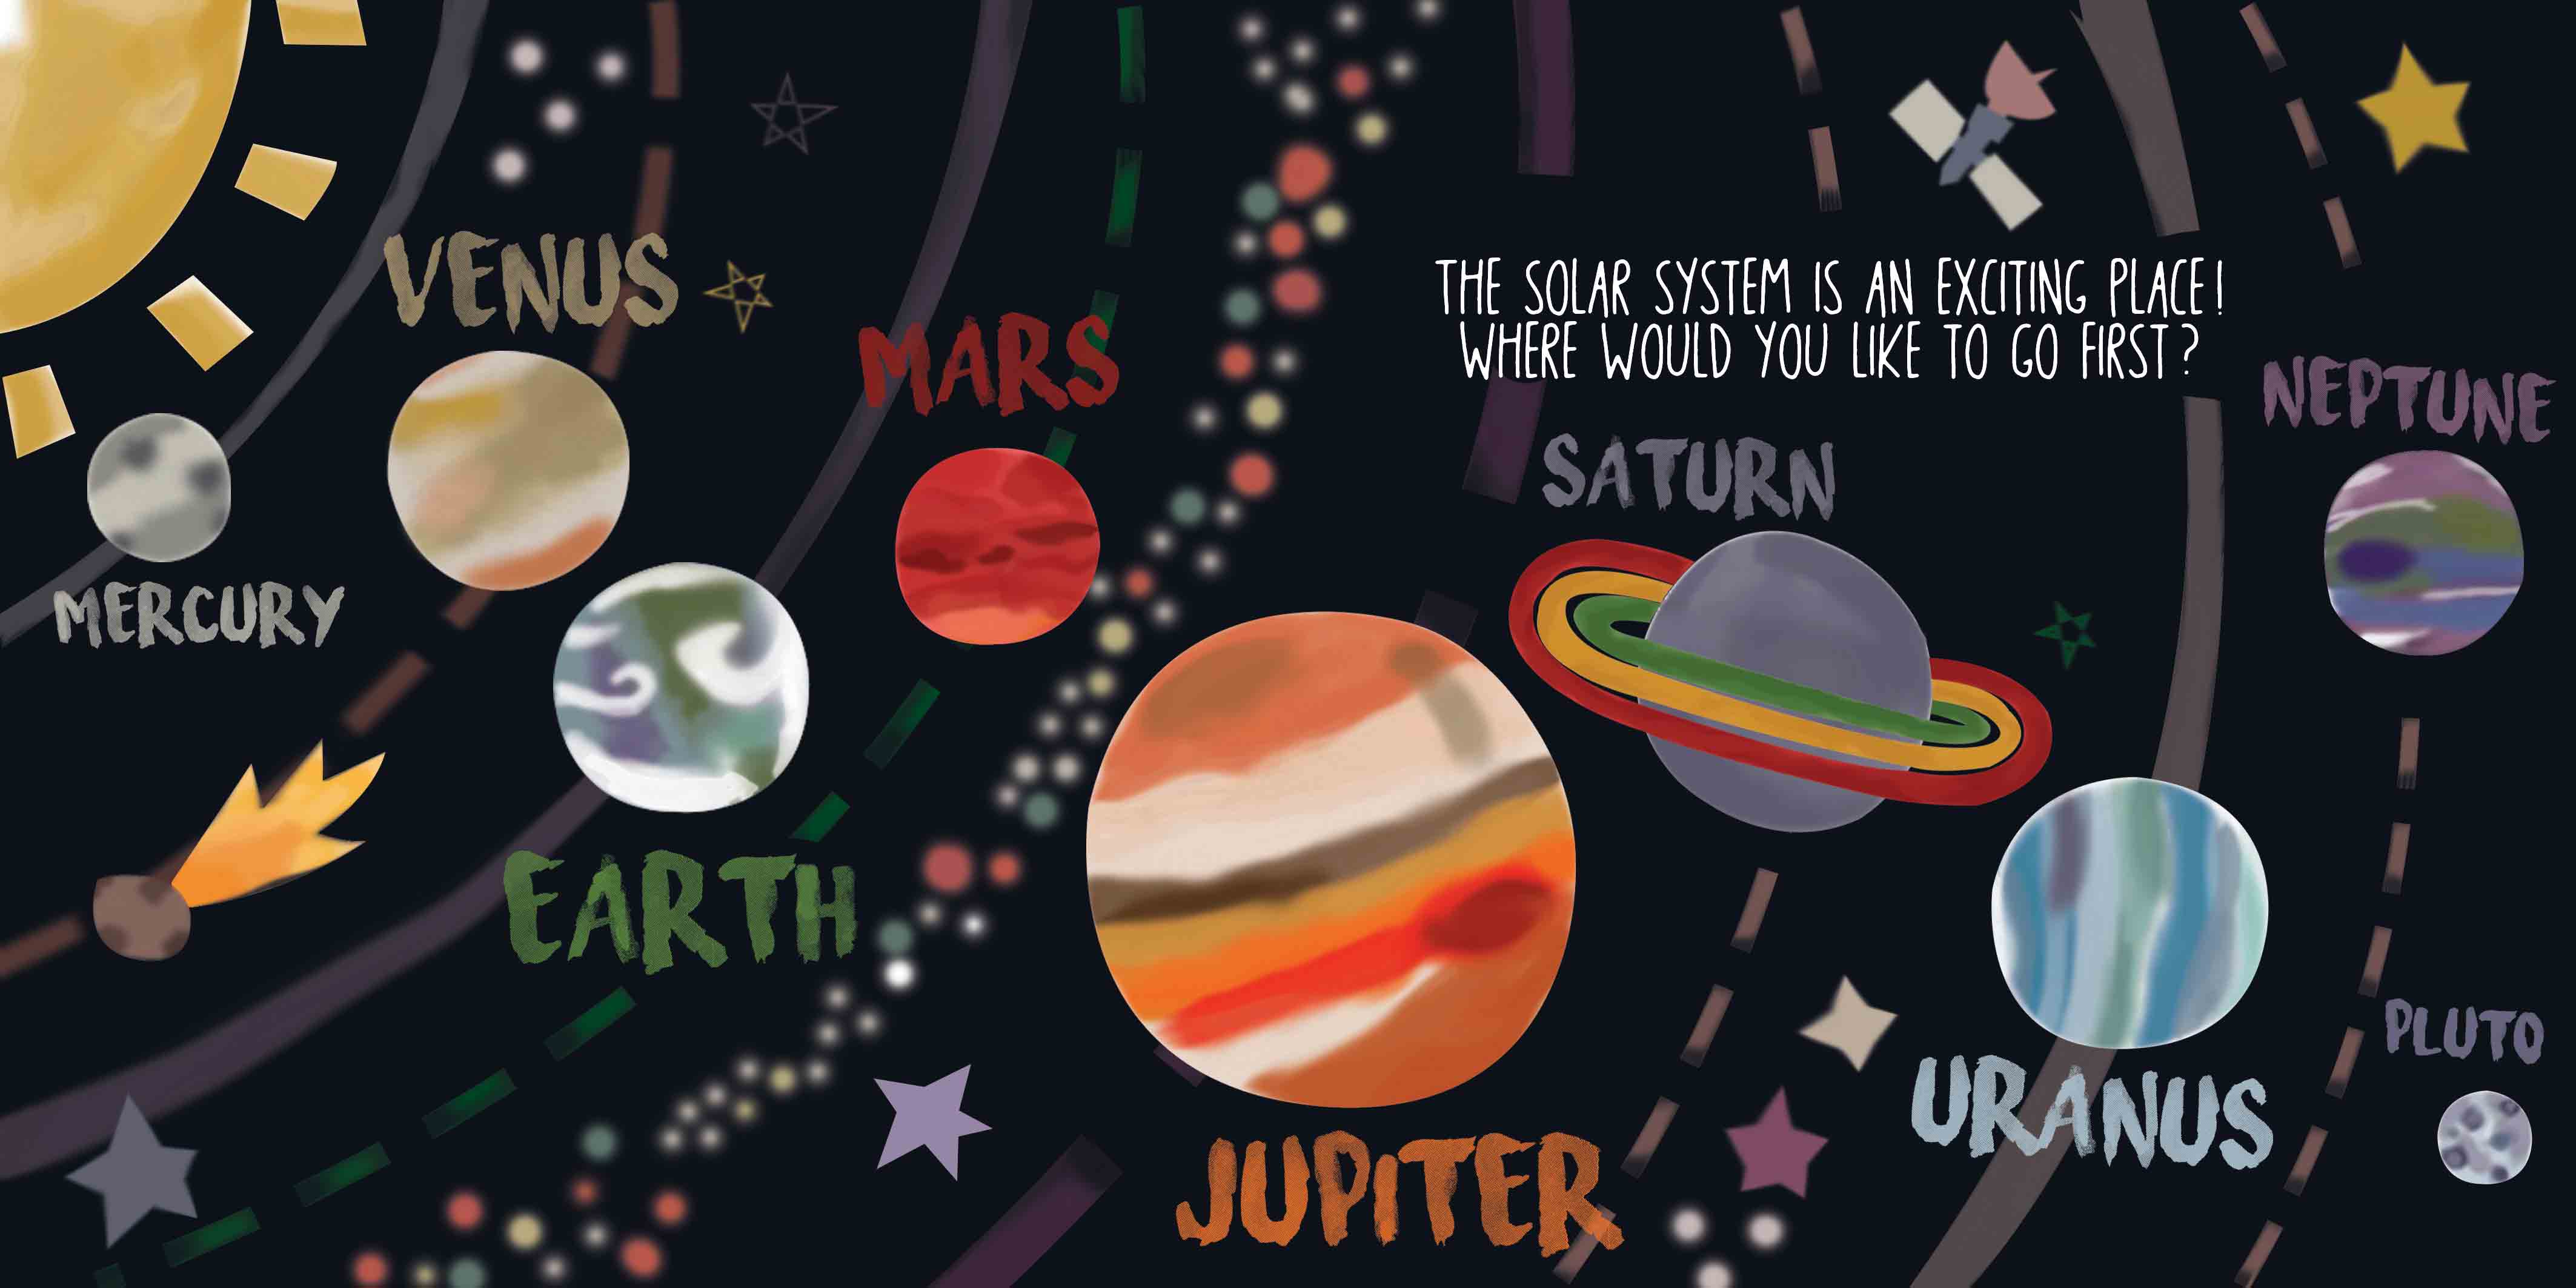 VENUS
MARS
THE SOLAR SYSTEM IS AN EXCITING PLACE!
WHERE WOULD YOU LIKE TO GO FIRST?
NEPTUNE
SATURN
MERCURY
EARTH
PLUTO
URANUS
JUPITER